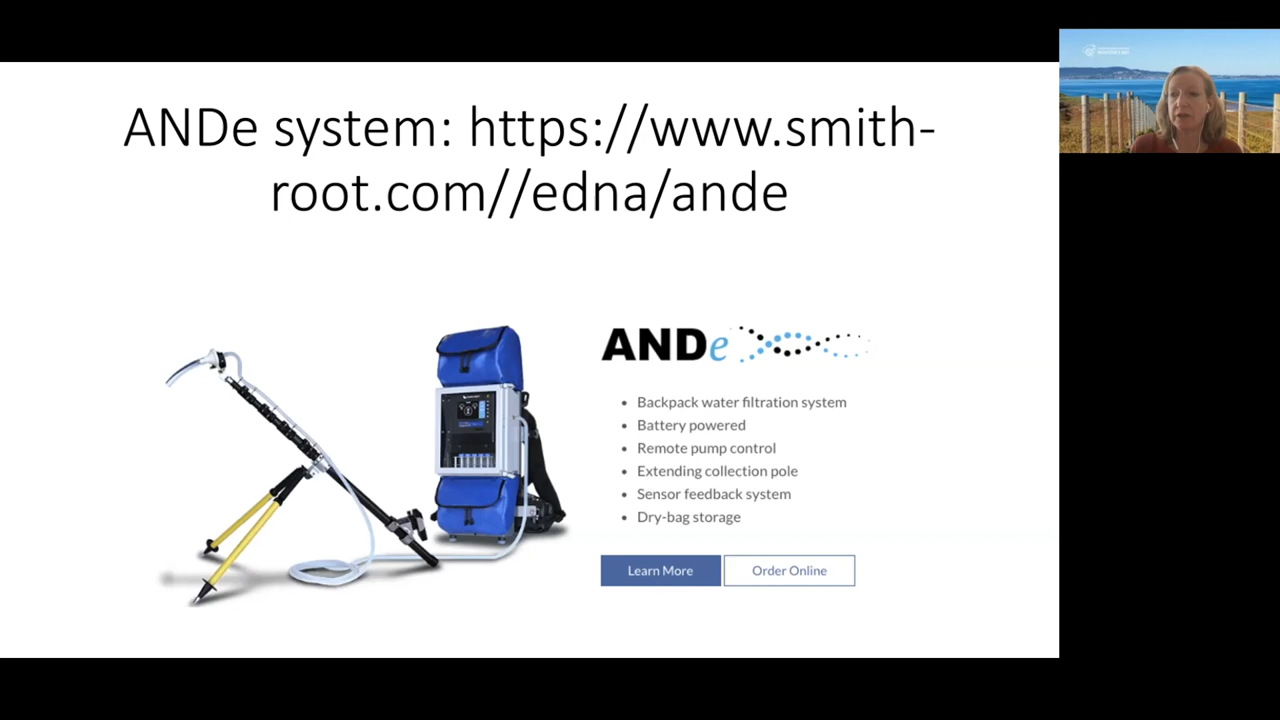 ANDe system: https://www.smith-
root.com//edna/ande
ANDe
Backpack water filtration system
Battery powered
Remote pump control
Extending collection pole
Sensor feedback system
Dry-bag storage
Learn More
Order Online